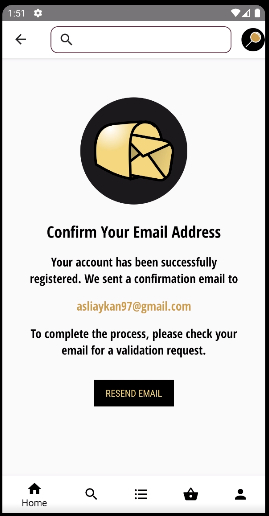 1:51
Confirm Your Email Address
Your account has been successfully
registered. We sent a confirmation email to
asliaykan97@gmail.com
To complete the process, please check your
email for a validation request.
RESEND EMAIL
Home